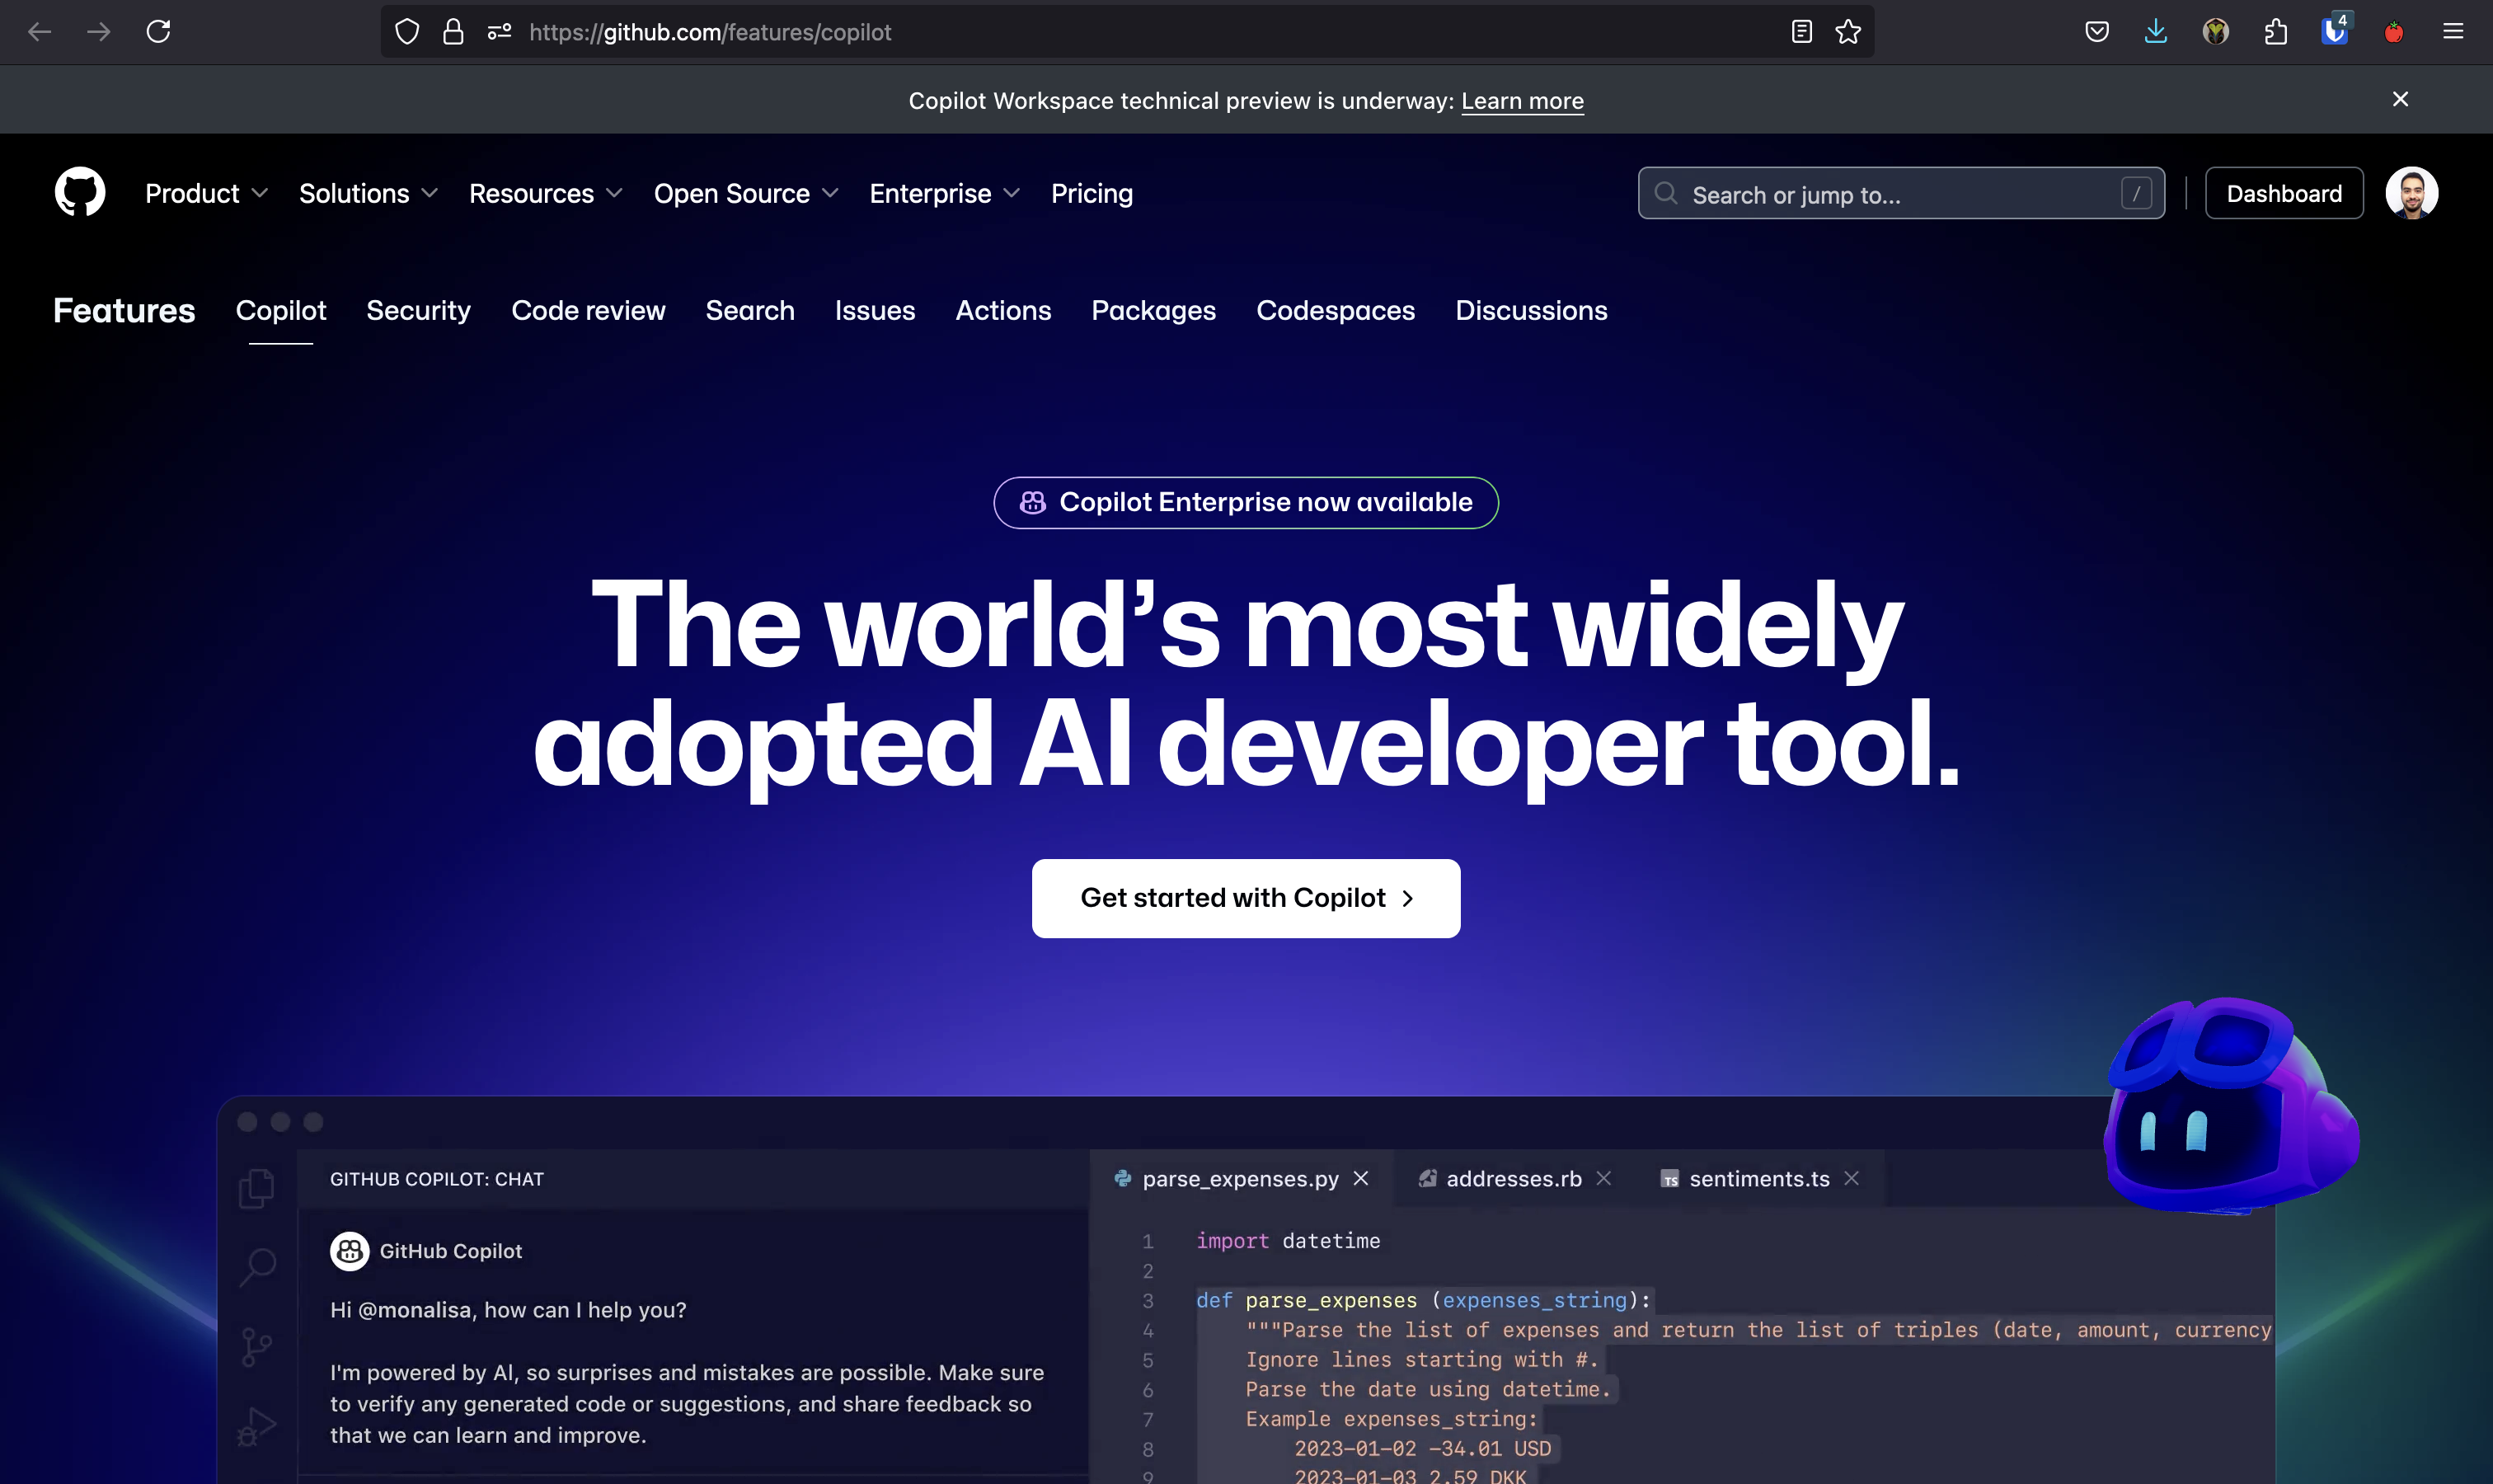 https://github.com/features/copilot
4
Copilot Workspace technical preview is underway: Learn more
Product Solutions Resources Open Source Enterprise Pricing
Search or jump to... /
Dashboard
Features Copilot Security Code review Search Issues Actions Packages Codespaces Discussions
Copilot Enterprise now available
The world’s most widely
adopted AI developer tool.
Get started with Copilot
GITHUB COPILOT: CHAT
GitHub Copilot
Hi @monalisa, how can I help you?
I'm powered by AI, so surprises and mistakes are possible. Make sure
to verify any generated code or suggestions, and share feedback so
that we can learn and improve.
parse_expenses.py addresses.rb TS sentiments.ts
1 import datetime
2
3 def parse_expenses (expenses_string):
4 """Parse the list of expenses and return the list of triples (date, amount, currency
5 Ignore lines starting with #.
6 Parse the date using datetime.
7 Example expenses_string:
8 2023-01-02 -34.01 USD
9 2023-01-03 2.59 DKK